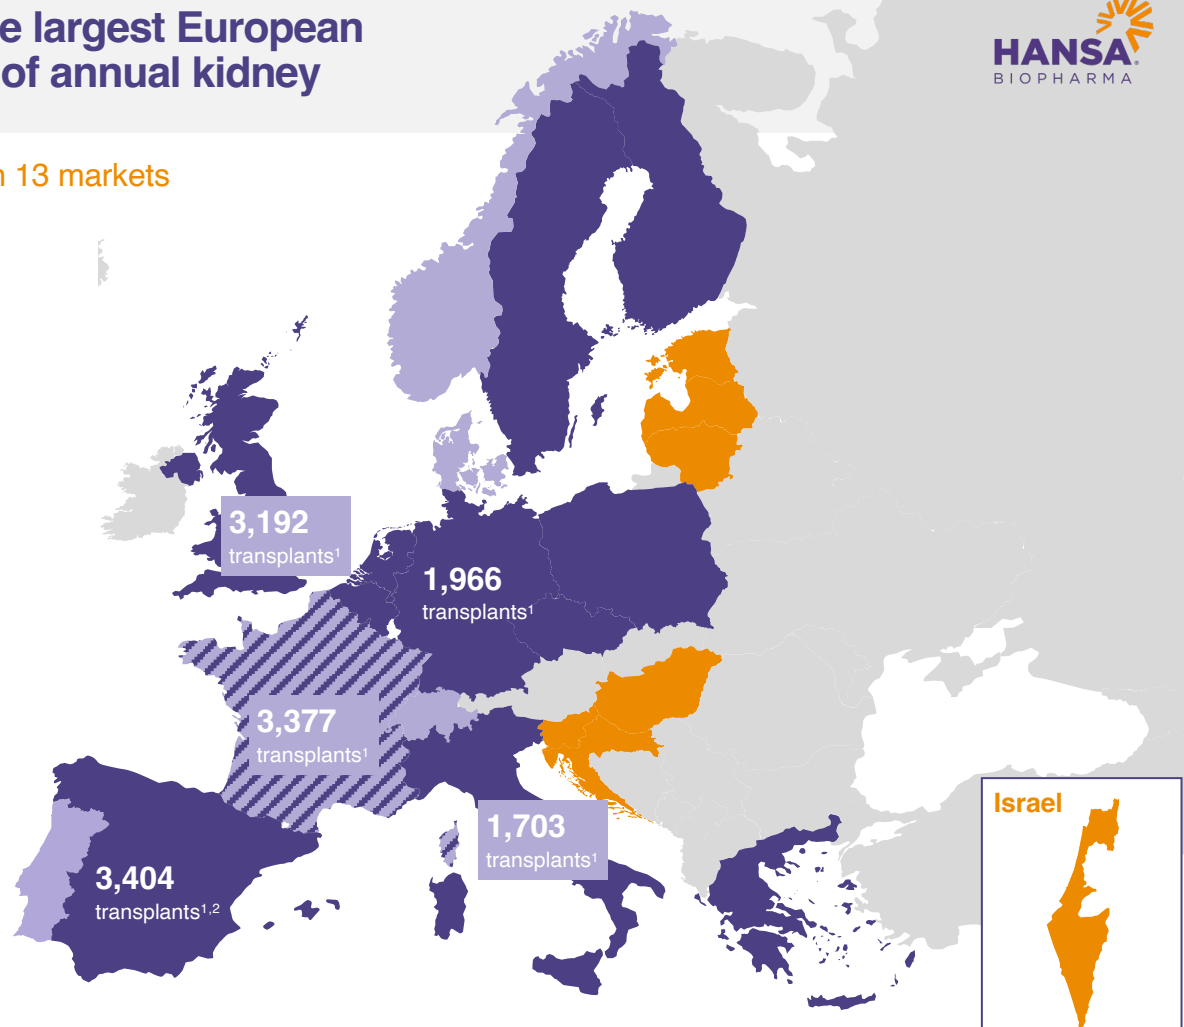 e largest European
of annual kidney
HANSA
BIOPHARMA
13 markets
3,192
transplants¹
1,966
transplants¹
3,377
transplants¹
1,703
transplants¹
3,404
transplants¹,²
Israel